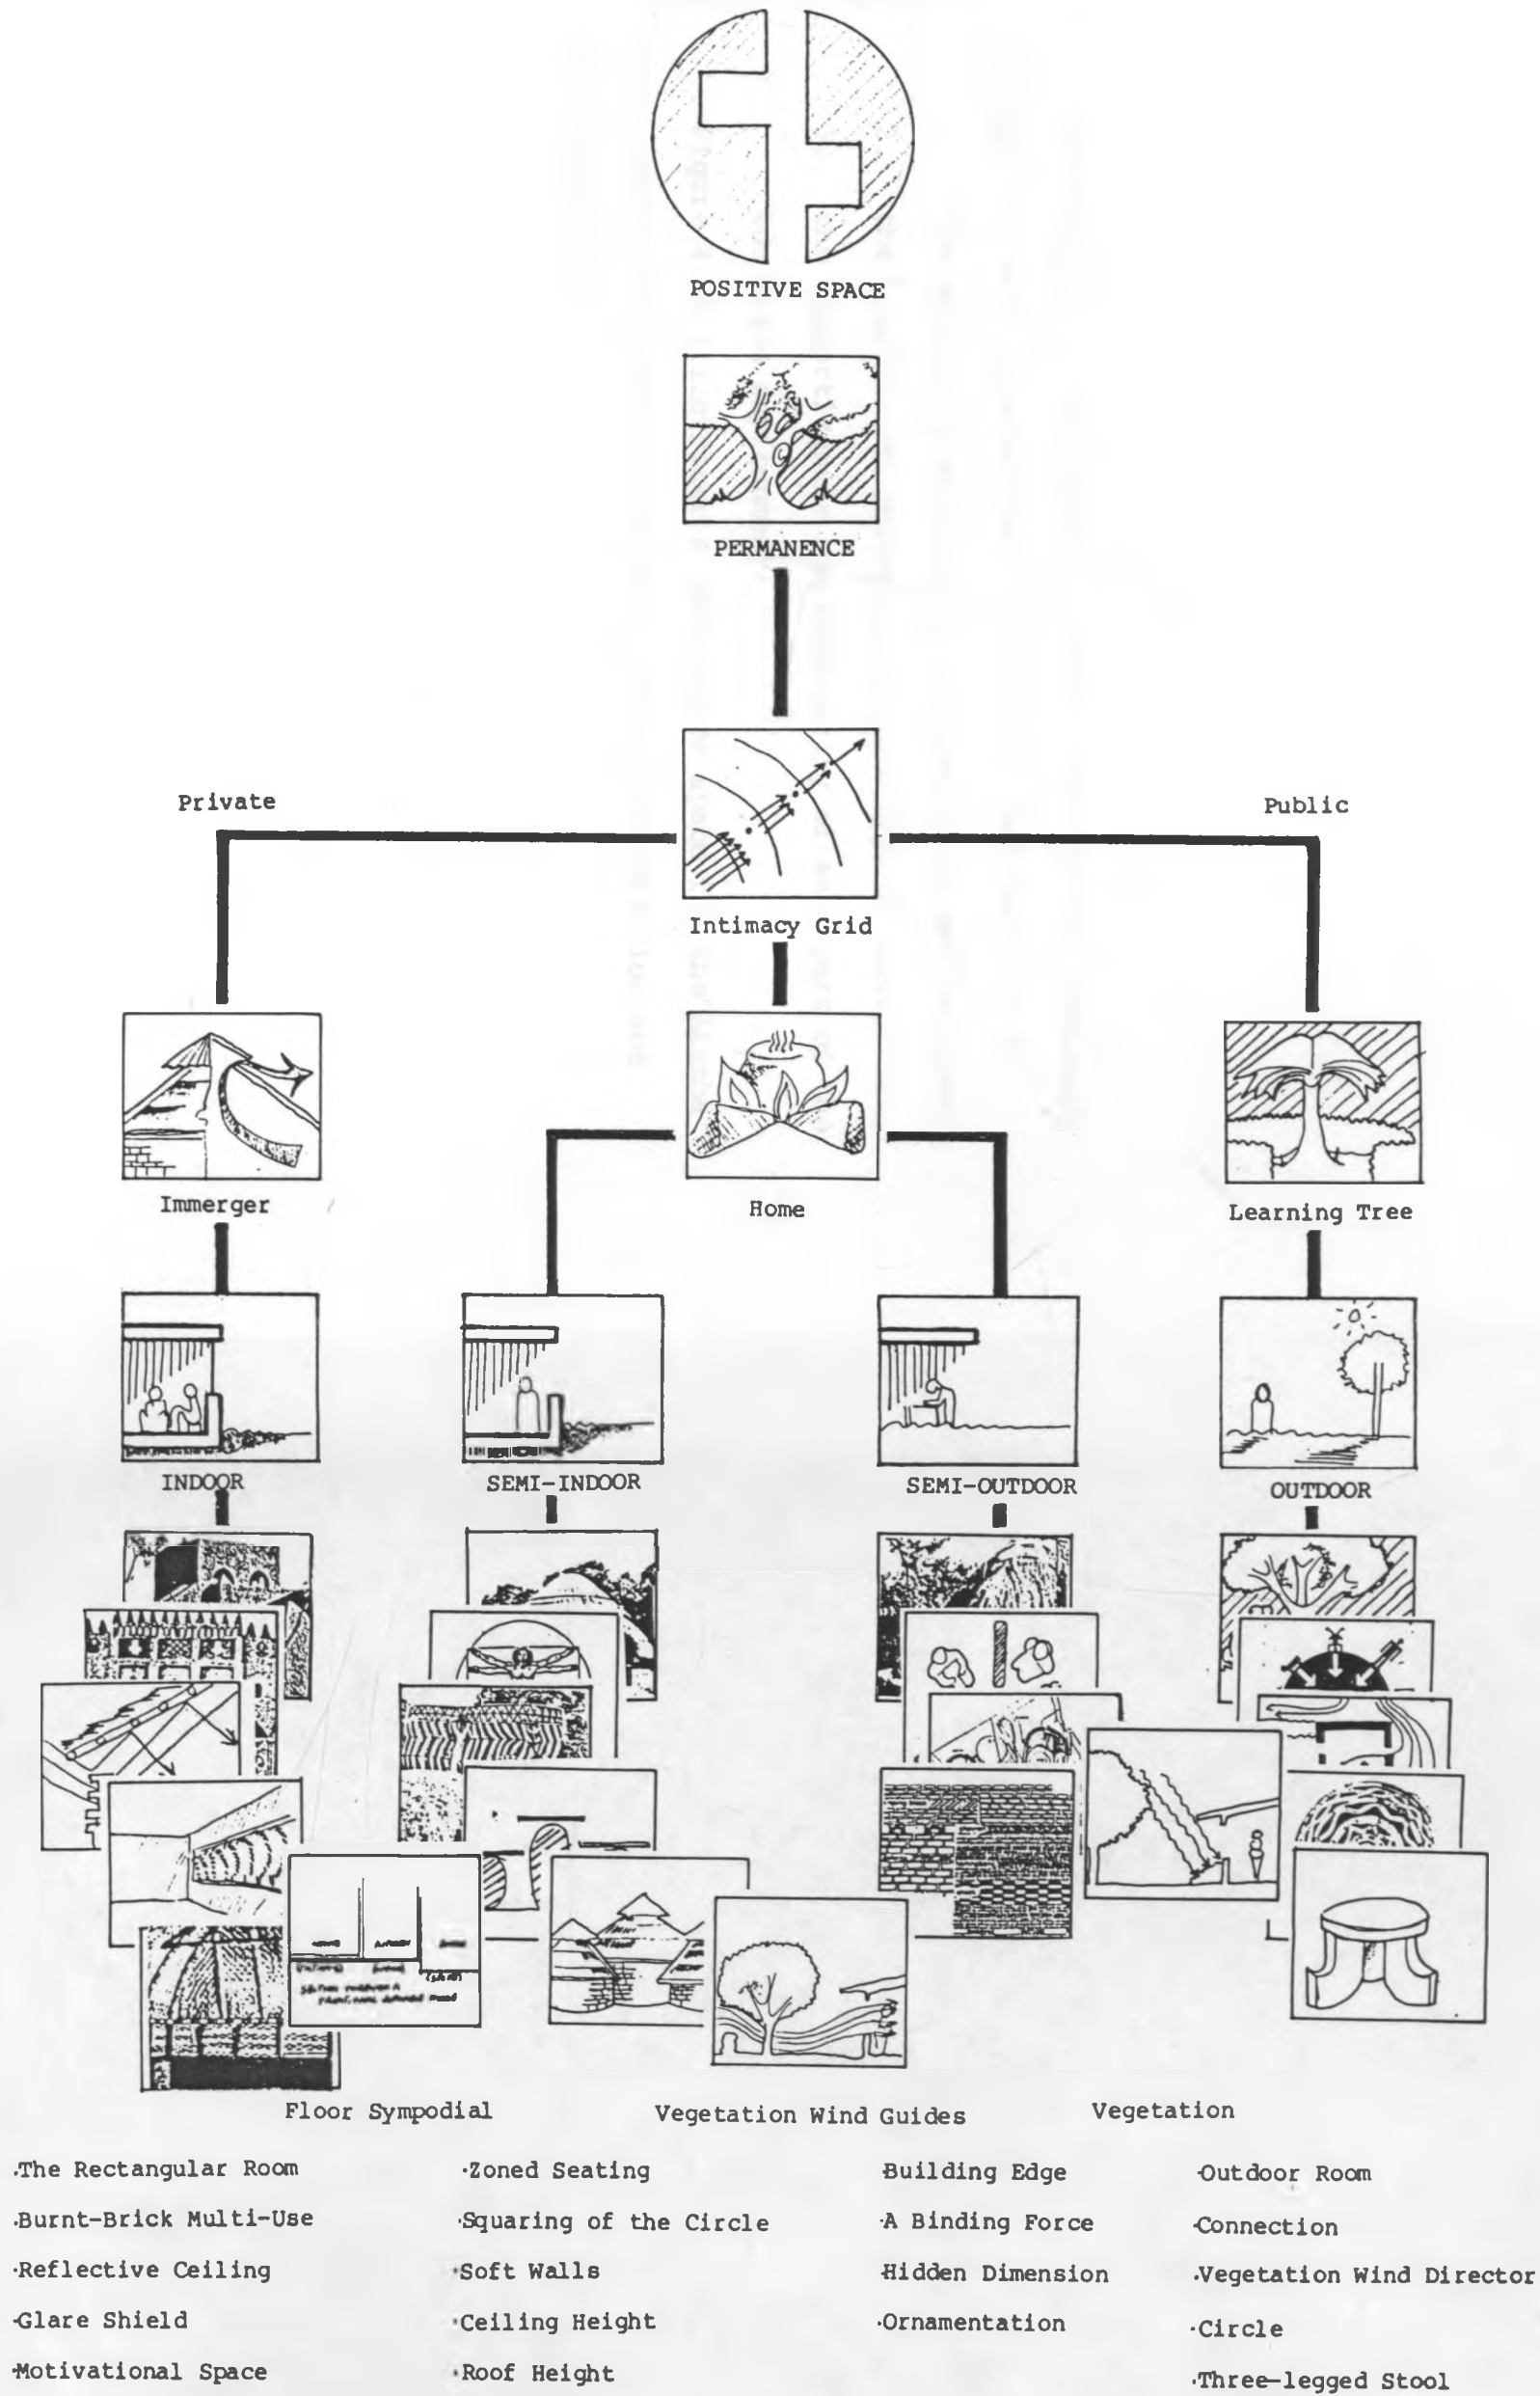 POSITIVE SPACE
PERMANENCE
Private
Public
Intimacy Grid
Immerger
Home
Learning Tree
INDOOR
SEMI-INDOOR
SEMI-OUTDOOR
OUTDOOR
Floor Sympodial
Vegetation Wind Guides
Vegetation
·The Rectangular Room
·Burnt-Brick Multi-Use
·Reflective Ceiling
·Glare Shield
·Motivational Space
·Zoned Seating
·Squaring of the Circle
·Soft Walls
·Ceiling Height
·Roof Height
Building Edge
·A Binding Force
·Hidden Dimension
·Ornamentation
·Outdoor Room
·Connection
·Vegetation Wind Director
·Circle
·Three-legged Stool